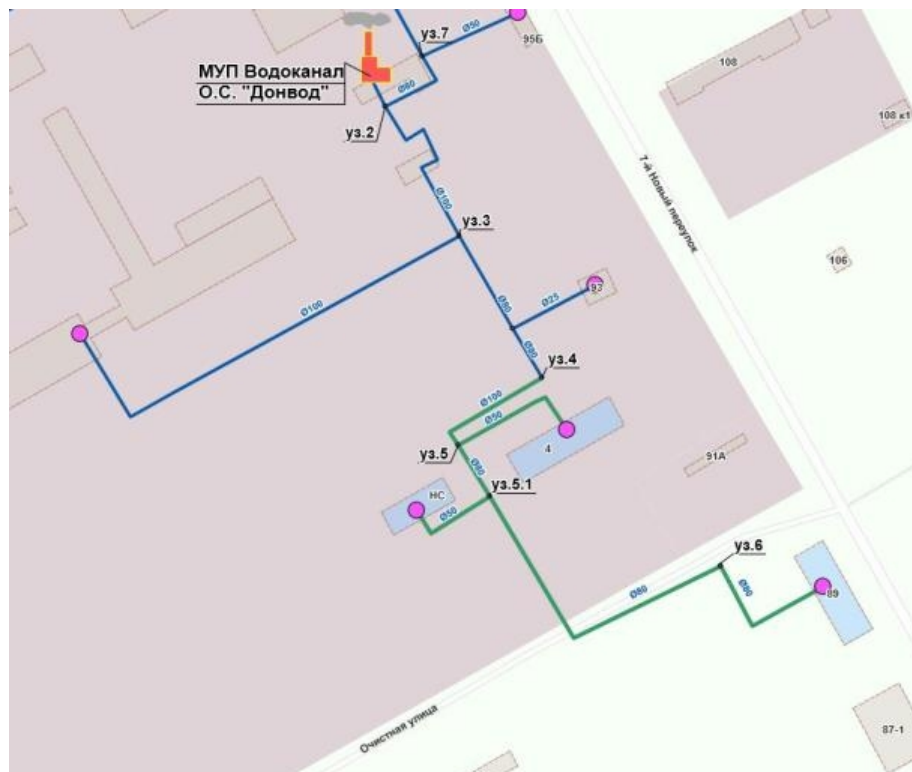 уз.7
Ø50
95Б
МУП Водоканал
О.С. "Донвод"
Ø80
108
108 к1
уз.2
7-й Новый переулок
Ø100
уз.3
106
93
Ø80
Ø25
Ø100
Ø80
уз.4
Ø100
Ø50
4
уз.5
91А
Ø80
уз.5.1
НС
Ø50
уз.6
Ø80
Ø80
89
Очистная улица
87-1